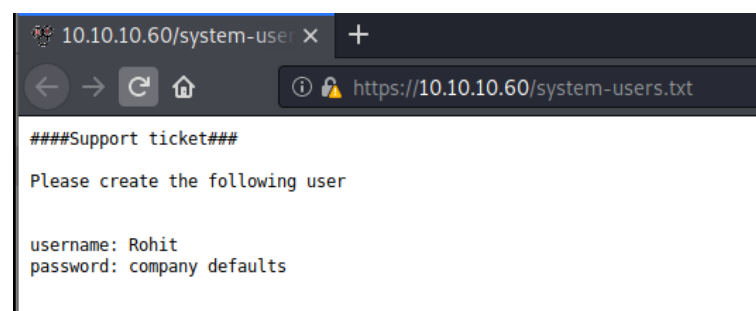 10.10.10.60/system-user
https://10.10.10.60/system-users.txt
####Support ticket###
Please create the following user
username: Rohit
password: company defaults